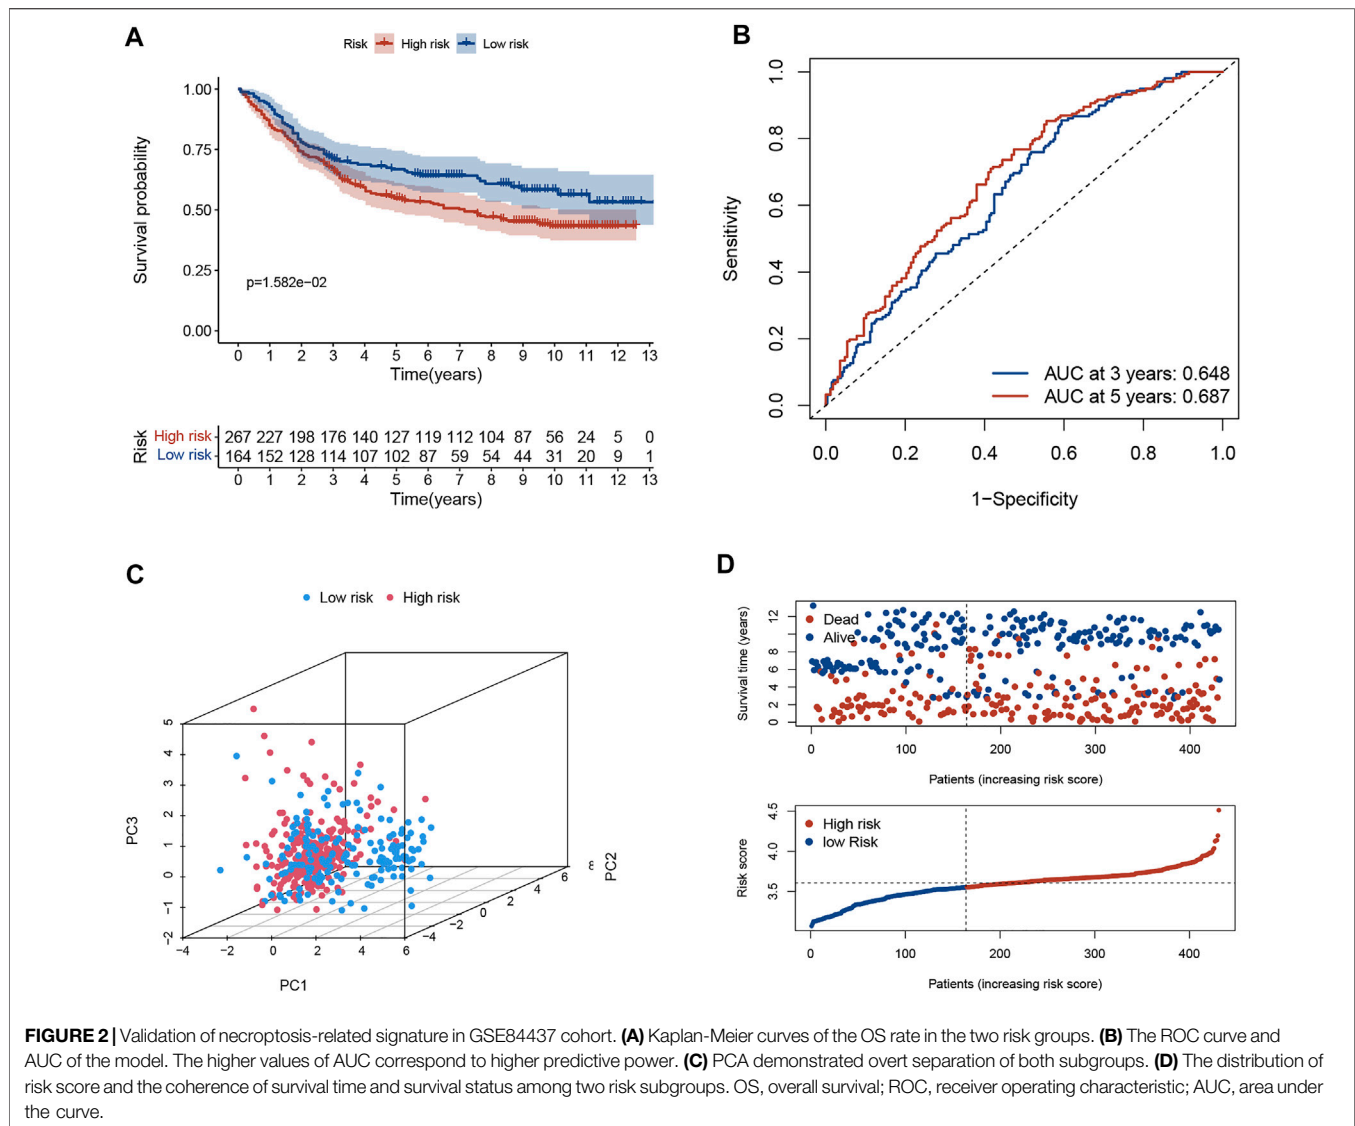 A
Risk High risk Low risk
Survival probability
1.00
0.75
0.50
0.25
0.00
p=1.582e−02
0 1 2 3 4 5 6 7 8 9 10 11 12 13
Time(years)
Risk
High risk 267 227 198 176 140 127 119 112 104 87 56 24 5 0
Low risk 164 152 128 114 107 102 87 59 54 44 31 20 9 1
0 1 2 3 4 5 6 7 8 9 10 11 12 13
Time(years)
B
Sensitivity
1.0
0.8
0.6
0.4
0.2
0.0
AUC at 3 years: 0.648
AUC at 5 years: 0.687
0.0 0.2 0.4 0.6 0.8 1.0
1−Specificity
C
Low risk High risk
PC3
5
4
3
2
1
0
−1
−2
−4 −2 0 2 4 6
PC1
−4
−2
0
2
4
6
8
PC2
D
Survival time (years)
12
8
6
4
2
0
Dead
Alive
0 100 200 300 400
Patients (increasing risk score)
Risk score
4.5
4.0
3.5
High risk
low Risk
0 100 200 300 400
Patients (increasing risk score)
FIGURE 2 | Validation of necroptosis-related signature in GSE84437 cohort. (A) Kaplan-Meier curves of the OS rate in the two risk groups. (B) The ROC curve and
AUC of the model. The higher values of AUC correspond to higher predictive power. (C) PCA demonstrated overt separation of both subgroups. (D) The distribution of
risk score and the coherence of survival time and survival status among two risk subgroups. OS, overall survival; ROC, receiver operating characteristic; AUC, area under
the curve.